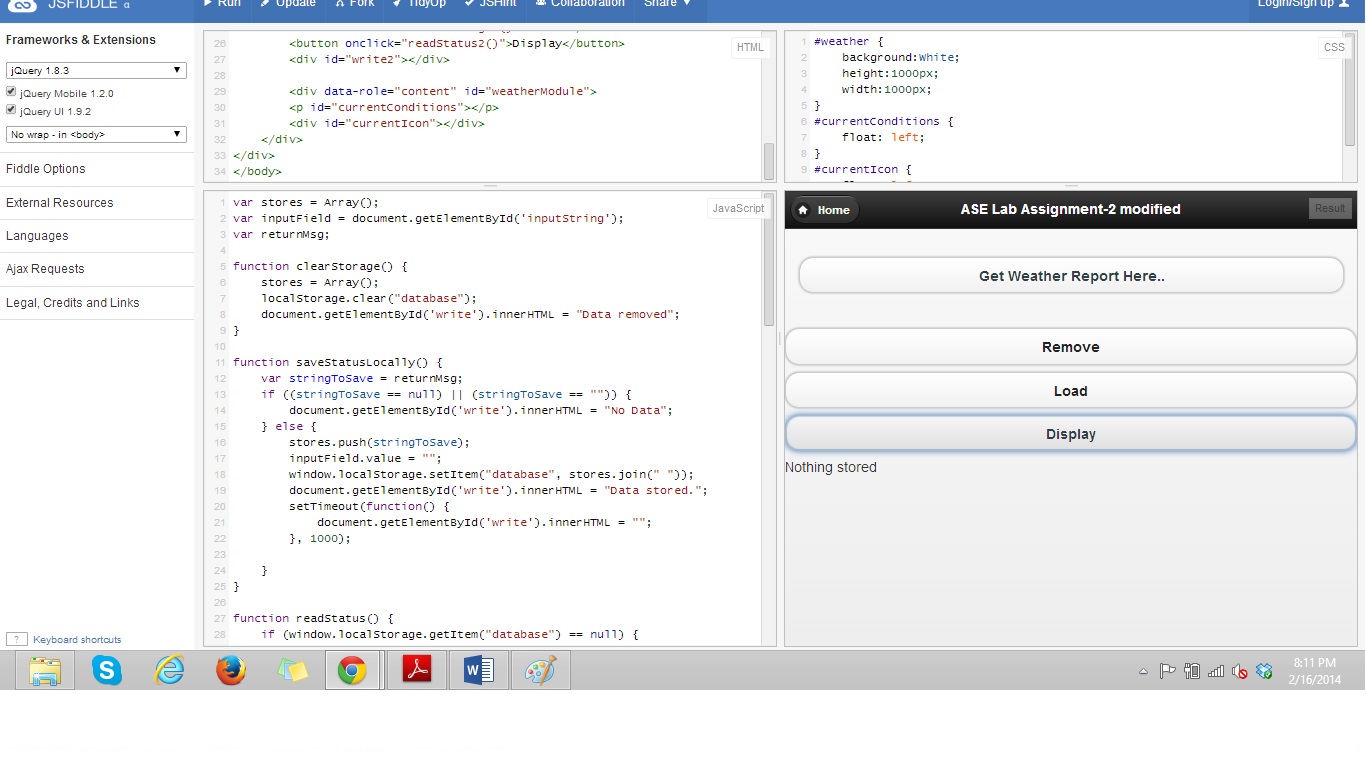 JSFIDDLE α
Run Update Fork TidyUp JSHint Collaboration Share ▼ Login/Sign up
Frameworks & Extensions
jQuery 1.8.3
jQuery Mobile 1.2.0
jQuery UI 1.9.2
No wrap - in <body>
Fiddle Options
External Resources
Languages
Ajax Requests
Legal, Credits and Links
? Keyboard shortcuts
HTML
26 <button onclick="readStatus2()">Display</button>
27 <div id="write2"></div>
28
29 <div data-role="content" id="weatherModule">
30 <p id="currentConditions"></p>
31 <div id="currentIcon"></div>
32 </div>
33 </div>
34 </body>
CSS
1 #weather {
2 background:White;
3 height:1000px;
4 width:1000px;
5 }
6 #currentConditions {
7 float: left;
8 }
9 #currentIcon {
JavaScript
1 var stores = Array();
2 var inputField = document.getElementById('inputString');
3 var returnMsg;
4
5 function clearStorage() {
6 stores = Array();
7 localStorage.clear("database");
8 document.getElementById('write').innerHTML = "Data removed";
9 }
10
11 function saveStatusLocally() {
12 var stringToSave = returnMsg;
13 if ((stringToSave == null) || (stringToSave == "")) {
14 document.getElementById('write').innerHTML = "No Data";
15 } else {
16 stores.push(stringToSave);
17 inputField.value = "";
18 window.localStorage.setItem("database", stores.join(" "));
19 document.getElementById('write').innerHTML = "Data stored.";
20 setTimeout(function() {
21 document.getElementById('write').innerHTML = "";
22 }, 1000);
23
24 }
25 }
26
27 function readStatus() {
28 if (window.localStorage.getItem("database") == null) {
Home ASE Lab Assignment-2 modified Result
Get Weather Report Here..
Remove
Load
Display
Nothing stored
8:11 PM
2/16/2014